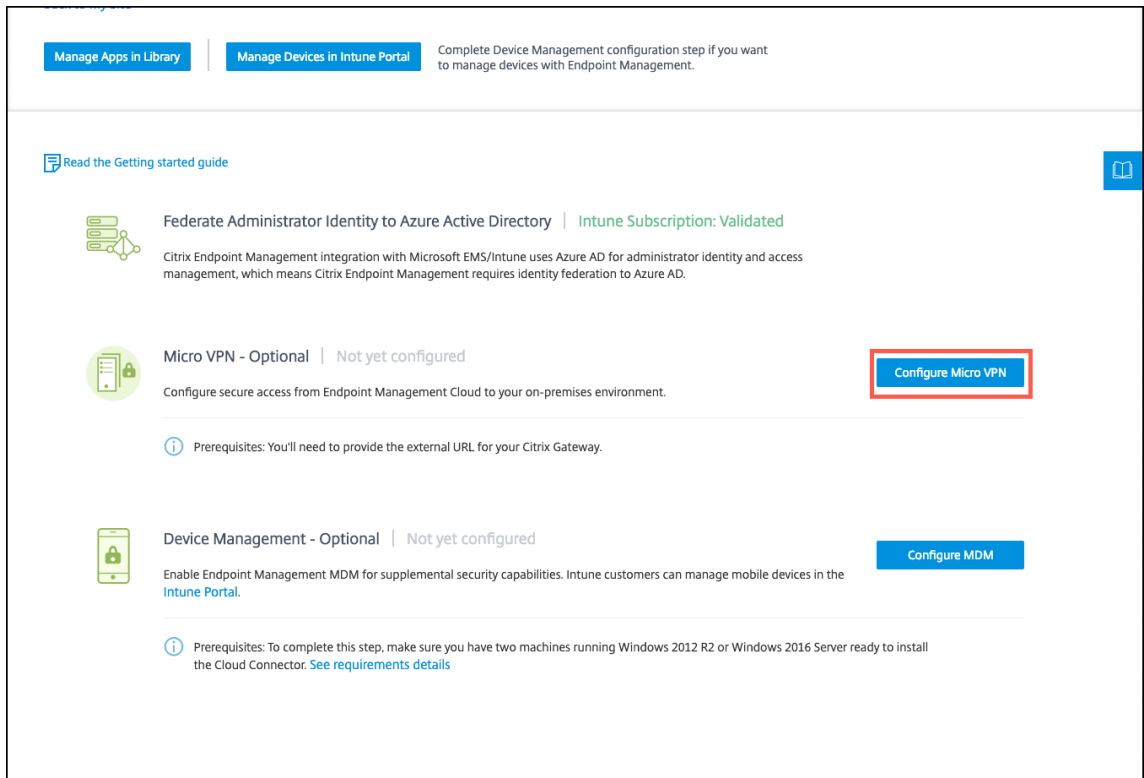 Back to My Site
Manage Apps in Library
Manage Devices in Intune Portal
Complete Device Management configuration step if you want
to manage devices with Endpoint Management.
Read the Getting started guide
Federate Administrator Identity to Azure Active Directory | Intune Subscription: Validated
Citrix Endpoint Management integration with Microsoft EMS/Intune uses Azure AD for administrator identity and access
management, which means Citrix Endpoint Management requires identity federation to Azure AD.
Micro VPN - Optional | Not yet configured
Configure Micro VPN
Configure secure access from Endpoint Management Cloud to your on-premises environment.
Prerequisites: You'll need to provide the external URL for your Citrix Gateway.
Device Management - Optional | Not yet configured
Configure MDM
Enable Endpoint Management MDM for supplemental security capabilities. Intune customers can manage mobile devices in the
Intune Portal.
Prerequisites: To complete this step, make sure you have two machines running Windows 2012 R2 or Windows 2016 Server ready to install
the Cloud Connector. See requirements details